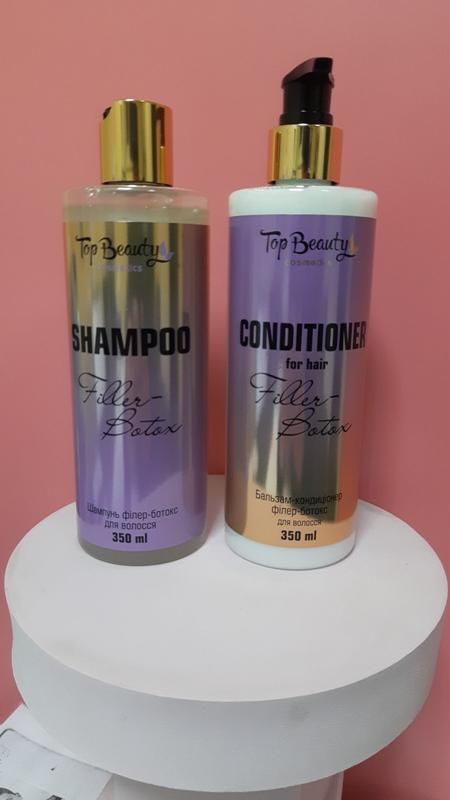 Top Beauty
cosmetics
SHAMPOO
Filler-
Botox
Шампунь філер-ботокс
для волосся
350 ml
Top Beauty
cosmetics
CONDITIONER
for hair
Filler-
Botox
Бальзам-кондиціонер
філер-ботокс
для волосся
350 ml